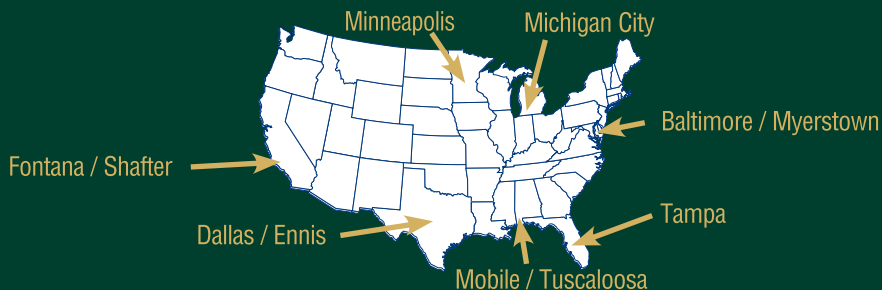 Minneapolis
Michigan City
Baltimore / Myerstown
Fontana / Shafter
Tampa
Dallas / Ennis
Mobile / Tuscaloosa